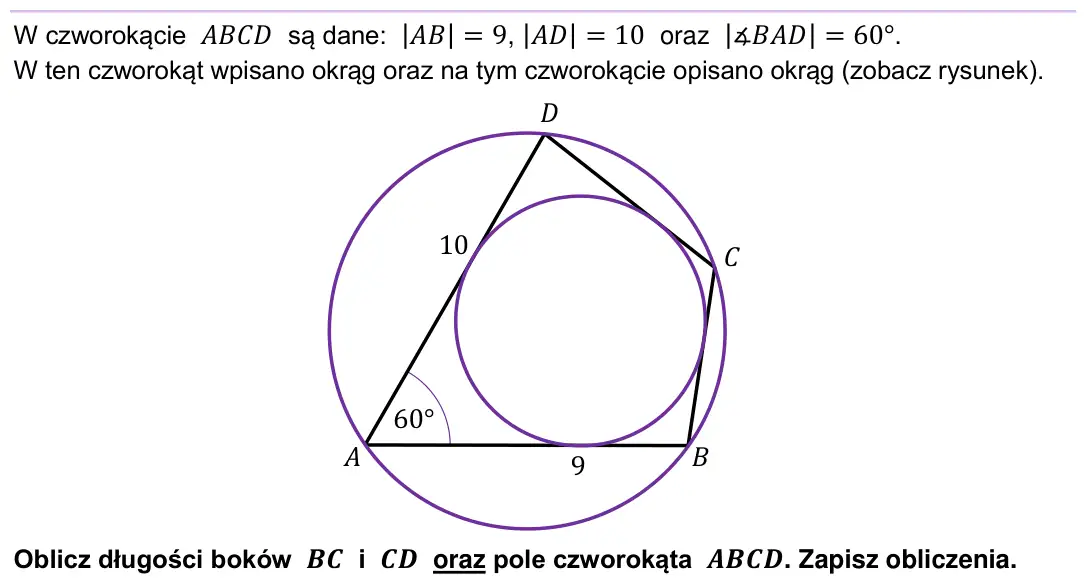 W czworokącie ABCD są dane: |AB| = 9, |AD| = 10 oraz |∡BAD| = 60°.
W ten czworokąt wpisano okrąg oraz na tym czworokącie opisano okrąg (zobacz rysunek).
D
10
C
60°
A
9
B
Oblicz długości boków BC i CD oraz pole czworokąta ABCD. Zapisz obliczenia.